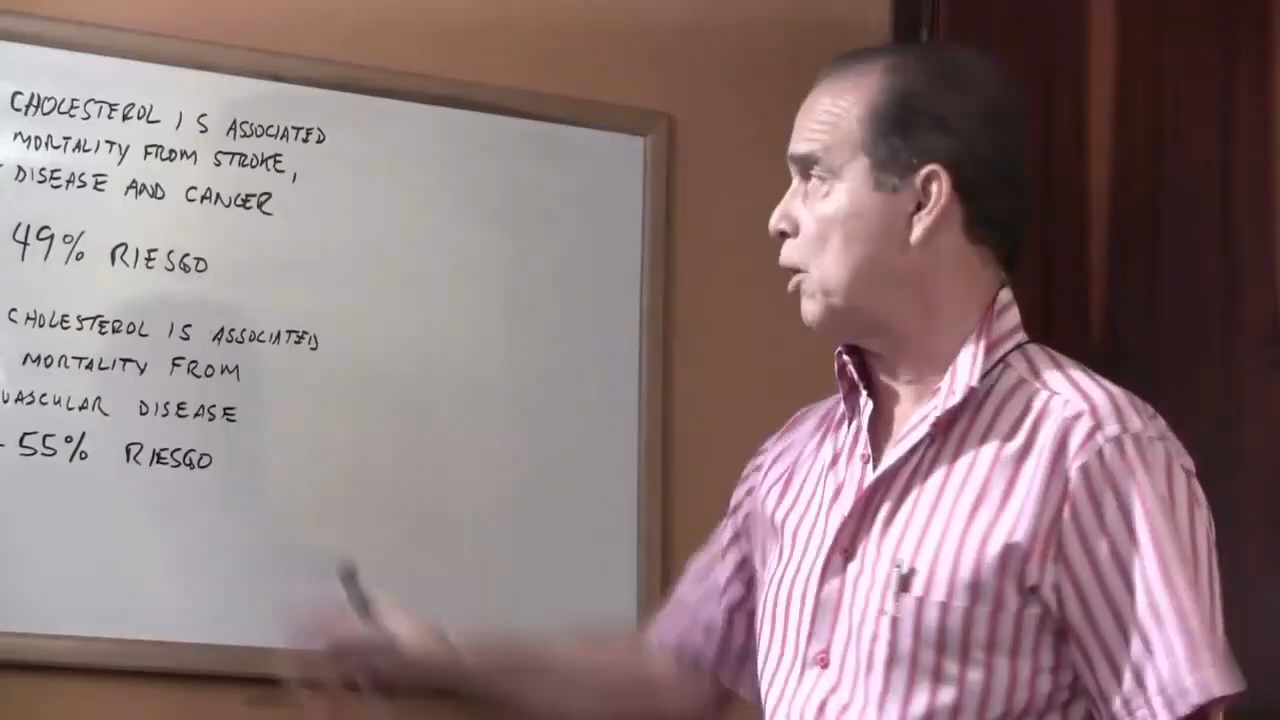 CHOLESTEROL IS ASSOCIATED
MORTALITY FROM STROKE,
DISEASE AND CANCER
49% RIESGO
CHOLESTEROL IS ASSOCIATED
MORTALITY FROM
VASCULAR DISEASE
- 55% RIESGO